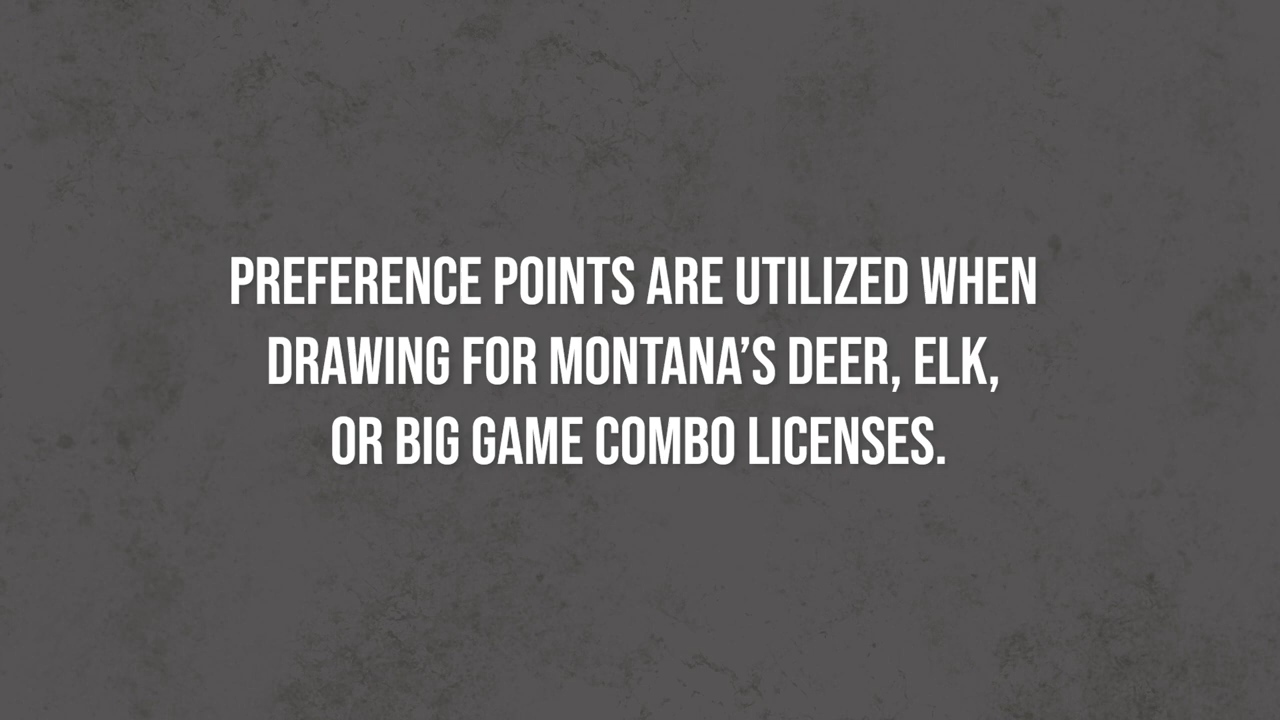 PREFERENCE POINTS ARE UTILIZED WHEN
DRAWING FOR MONTANA’S DEER, ELK,
OR BIG GAME COMBO LICENSES.